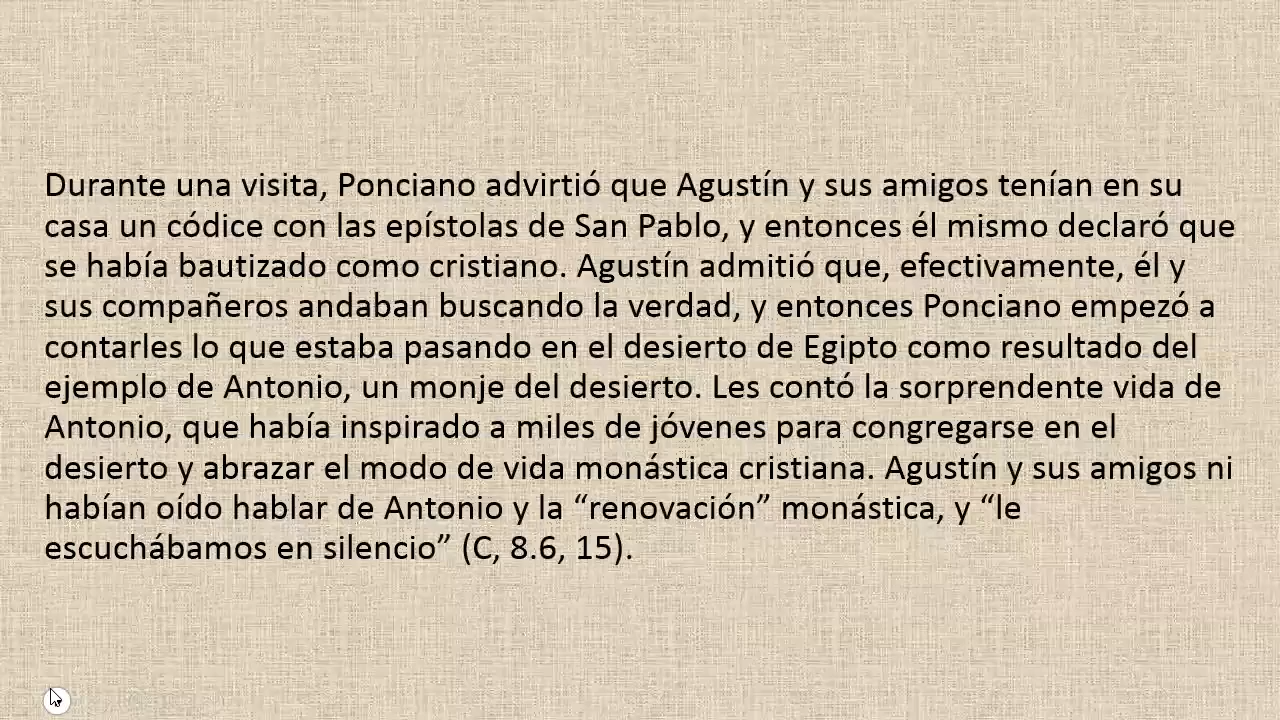 Durante una visita, Ponciano advirtió que Agustín y sus amigos tenían en su
casa un códice con las epístolas de San Pablo, y entonces él mismo declaró que
se había bautizado como cristiano. Agustín admitió que, efectivamente, él y
sus compañeros andaban buscando la verdad, y entonces Ponciano empezó a
contarles lo que estaba pasando en el desierto de Egipto como resultado del
ejemplo de Antonio, un monje del desierto. Les contó la sorprendente vida de
Antonio, que había inspirado a miles de jóvenes para congregarse en el
desierto y abrazar el modo de vida monástica cristiana. Agustín y sus amigos ni
habían oído hablar de Antonio y la “renovación” monástica, y “le
escuchábamos en silencio” (C, 8.6, 15).